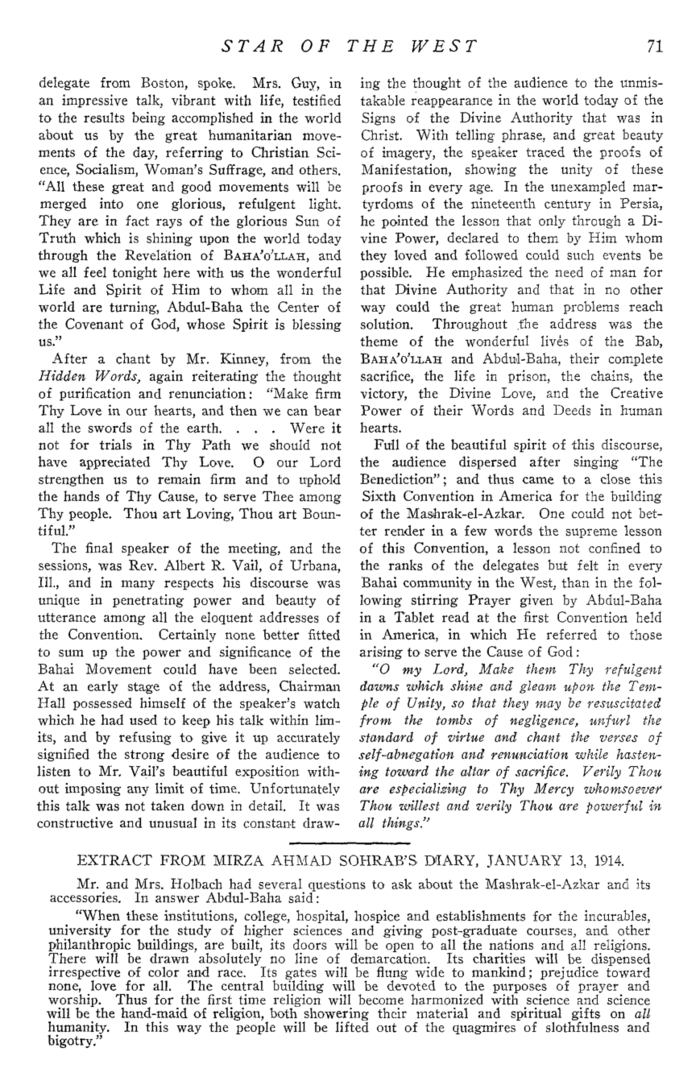 STAR OF THE WEST 71
delegate from Boston, spoke. Mrs. Guy, in
an impressive talk, vibrant with life, testified
to the results being accomplished in the world
about us by the great humanitarian move-
ments of the day, referring to Christian Sci-
ence, Socialism, Woman's Suffrage, and others.
"All these great and good movements will be
merged into one glorious, refulgent light.
They are in fact rays of the glorious Sun of
Truth which is shining upon the world today
through the Revelation of BAHA'O'LLAH, and
we all feel tonight here with us the wonderful
Life and Spirit of Him to whom all in the
world are turning, Abdul-Baha the Center of
the Covenant of God, whose Spirit is blessing
us."
After a chant by Mr. Kinney, from the
Hidden Words, again reiterating the thought
of purification and renunciation: "Make firm
Thy Love in our hearts, and then we can bear
all the swords of the earth. . . . Were it
not for trials in Thy Path we should not
have appreciated Thy Love. O our Lord
strengthen us to remain firm and to uphold
the hands of Thy Cause, to serve Thee among
Thy people. Thou art Loving, Thou art Boun-
tiful."
The final speaker of the meeting, and the
sessions, was Rev. Albert R. Vail, of Urbana,
Ill., and in many respects his discourse was
unique in penetrating power and beauty of
utterance among all the eloquent addresses of
the Convention. Certainly none better fitted
to sum up the power and significance of the
Bahai Movement could have been selected.
At an early stage of the address, Chairman
Hall possessed himself of the speaker's watch
which he had used to keep his talk within lim-
its, and by refusing to give it up accurately
signified the strong desire of the audience to
listen to Mr. Vail's beautiful exposition with-
out imposing any limit of time. Unfortunately
this talk was not taken down in detail. It was
constructive and unusual in its constant draw-
ing the thought of the audience to the unmis-
takable reappearance in the world today of the
Signs of the Divine Authority that was in
Christ. With telling phrase, and great beauty
of imagery, the speaker traced the proofs of
Manifestation, showing the unity of these
proofs in every age. In the unexampled mar-
tyrdoms of the nineteenth century in Persia,
he pointed the lesson that only through a Di-
vine Power, declared to them by Him whom
they loved and followed could such events be
possible. He emphasized the need of man for
that Divine Authority and that in no other
way could the great human problems reach
solution. Throughout the address was the
theme of the wonderful lives of the Bab,
BAHA'O'LLAH and Abdul-Baha, their complete
sacrifice, the life in prison, the chains, the
victory, the Divine Love, and the Creative
Power of their Words and Deeds in human
hearts.
Full of the beautiful spirit of this discourse,
the audience dispersed after singing "The
Benediction"; and thus came to a close this
Sixth Convention in America for the building
of the Mashrak-el-Azkar. One could not bet-
ter render in a few words the supreme lesson
of this Convention, a lesson not confined to
the ranks of the delegates but felt in every
Bahai community in the West, than in the fol-
lowing stirring Prayer given by Abdul-Baha
in a Tablet read at the first Convention held
in America, in which He referred to those
arising to serve the Cause of God:
"O my Lord, Make them Thy refulgent
dawns which shine and gleam upon the Tem-
ple of Unity, so that they may be resuscitated
from the tombs of negligence, unfurl the
standard of virtue and chant the verses of
self-abnegation and renunciation while hasten-
ing toward the altar of sacrifice. Verily Thou
are especializing to Thy Mercy whomsoever
Thou willest and verily Thou are powerful in
all things."
EXTRACT FROM MIRZA AHMAD SOHRAB'S DIARY, JANUARY 13, 1914.
Mr. and Mrs. Holbach had several questions to ask about the Mashrak-el-Azkar and its
accessories. In answer Abdul-Baha said:
"When these institutions, college, hospital, hospice and establishments for the incurables,
university for the study of higher sciences and giving post-graduate courses, and other
philanthropic buildings, are built, its doors will be open to all the nations and all religions.
There will be drawn absolutely no line of demarcation. Its charities will be dispensed
irrespective of color and race. Its gates will be flung wide to mankind; prejudice toward
none, love for all. The central building will be devoted to the purposes of prayer and
worship. Thus for the first time religion will become harmonized with science and science
will be the hand-maid of religion, both showering their material and spiritual gifts on all
humanity. In this way the people will be lifted out of the quagmires of slothfulness and
bigotry."